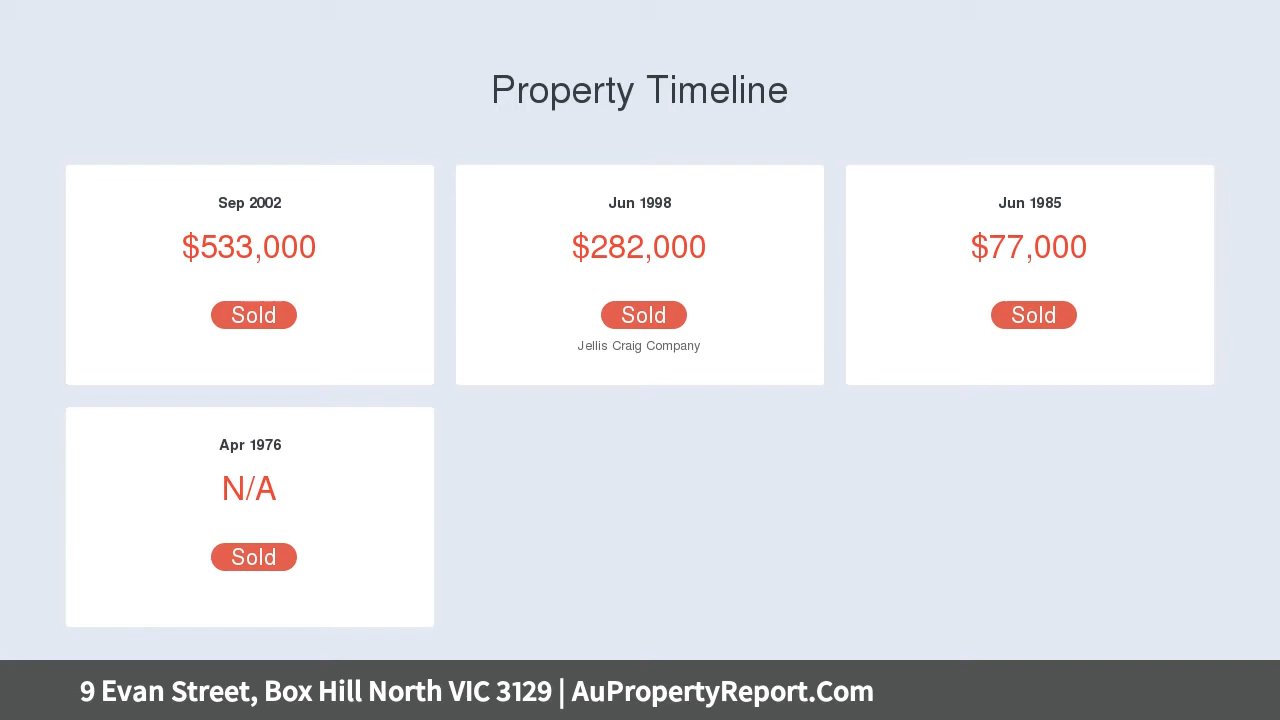 Property Timeline
Sep 2002
$533,000
Sold
Jun 1998
$282,000
Sold
Jellis Craig Company
Jun 1985
$77,000
Sold
Apr 1976
N/A
Sold
9 Evan Street, Box Hill North VIC 3129 | AuPropertyReport.Com